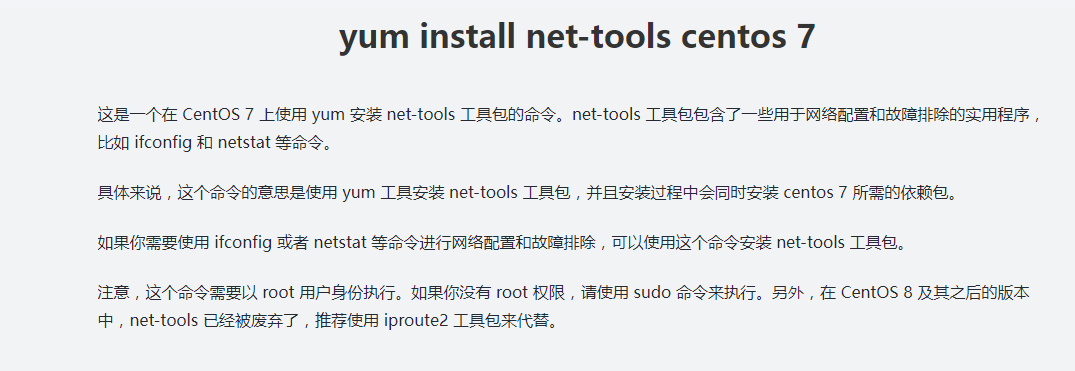 yum install net-tools centos 7
这是一个在 CentOS 7 上使用 yum 安装 net-tools 工具包的命令。net-tools 工具包包含了一些用于网络配置和故障排除的实用程序，
比如 ifconfig 和 netstat 等命令。
具体来说，这个命令的意思是使用 yum 工具安装 net-tools 工具包，并且安装过程中会同时安装 centos 7 所需的依赖包。
如果你需要使用 ifconfig 或者 netstat 等命令进行网络配置和故障排除，可以使用这个命令安装 net-tools 工具包。
注意，这个命令需要以 root 用户身份执行。如果你没有 root 权限，请使用 sudo 命令来执行。另外，在 CentOS 8 及其之后的版本
中，net-tools 已经被废弃了，推荐使用 iproute2 工具包来代替。